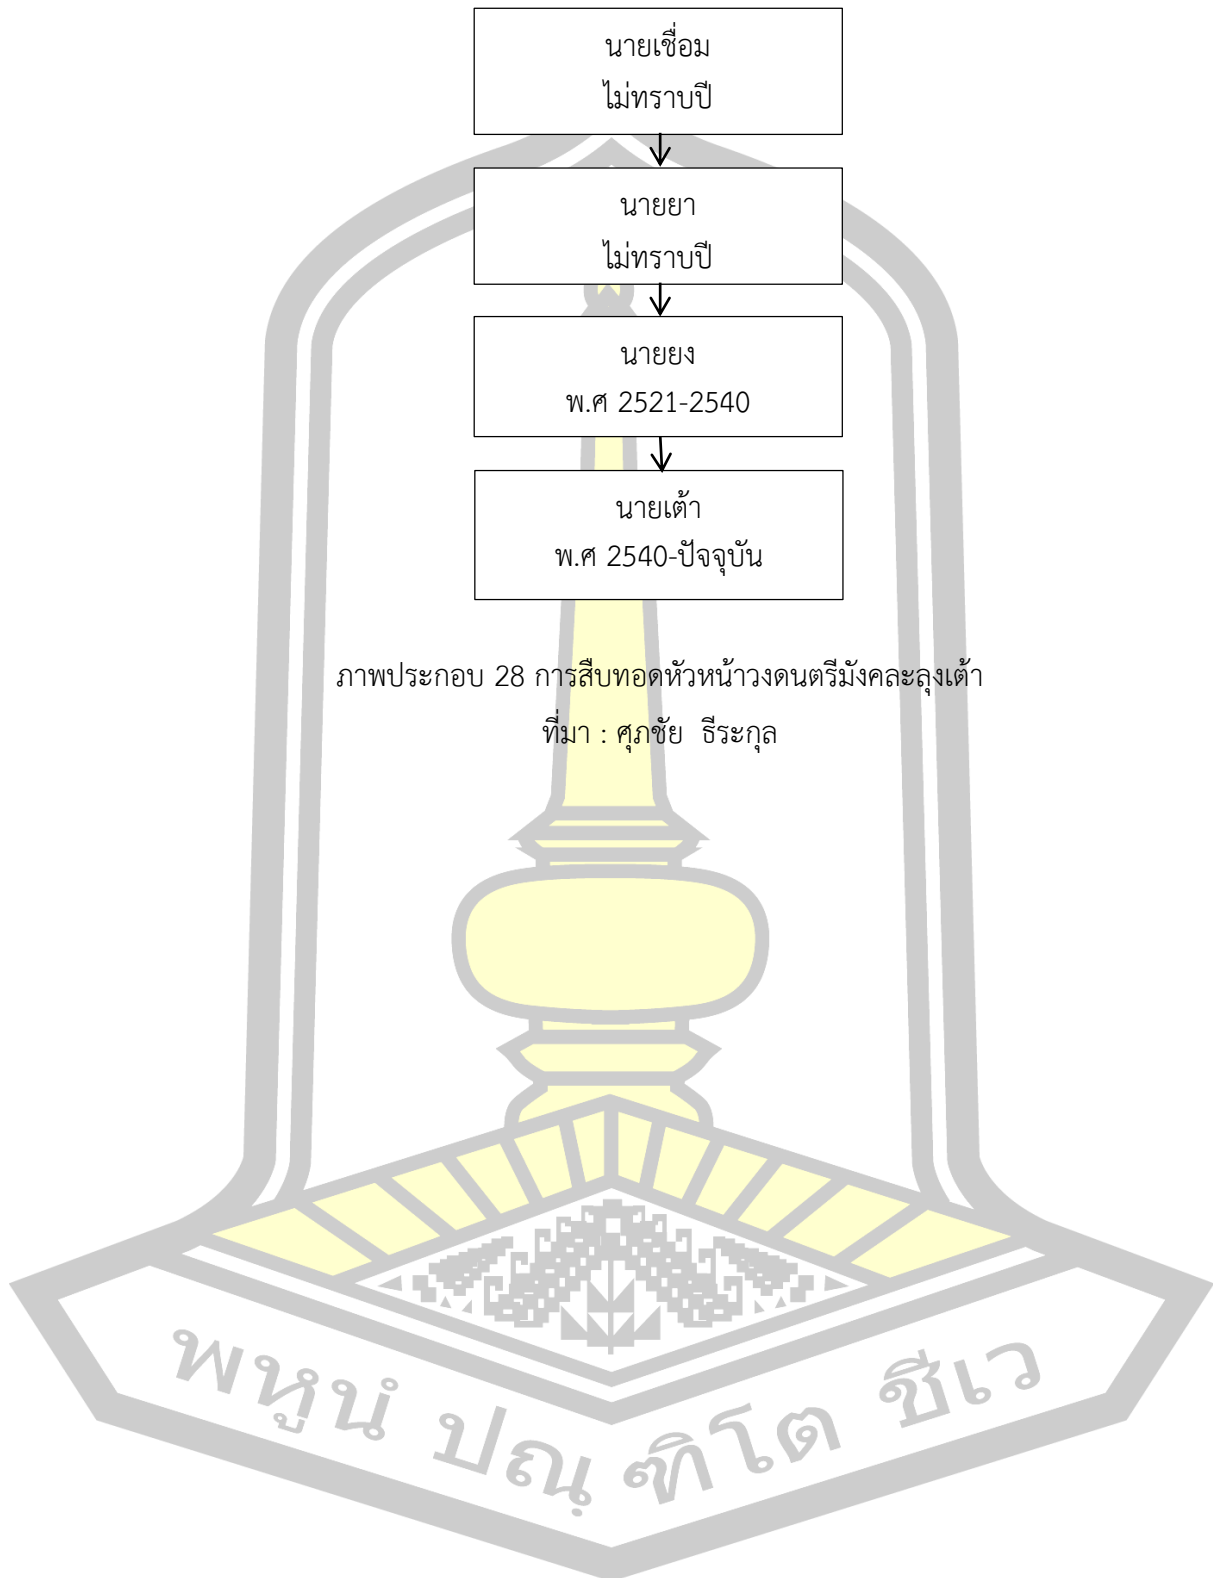 นายเชื่อม
ไม่ทราบปี
นายยา
ไม่ทราบปี
นายยง
พ.ศ 2521-2540
นายเต้า
พ.ศ 2540-ปัจจุบัน
ภาพประกอบ 28 การสืบทอดหัวหน้าวงดนตรีมังคละลุงเต้า
ที่มา : ศุภชัย ธีระกุล
พหูนํ ปณฺ ฑิโต ชีเว